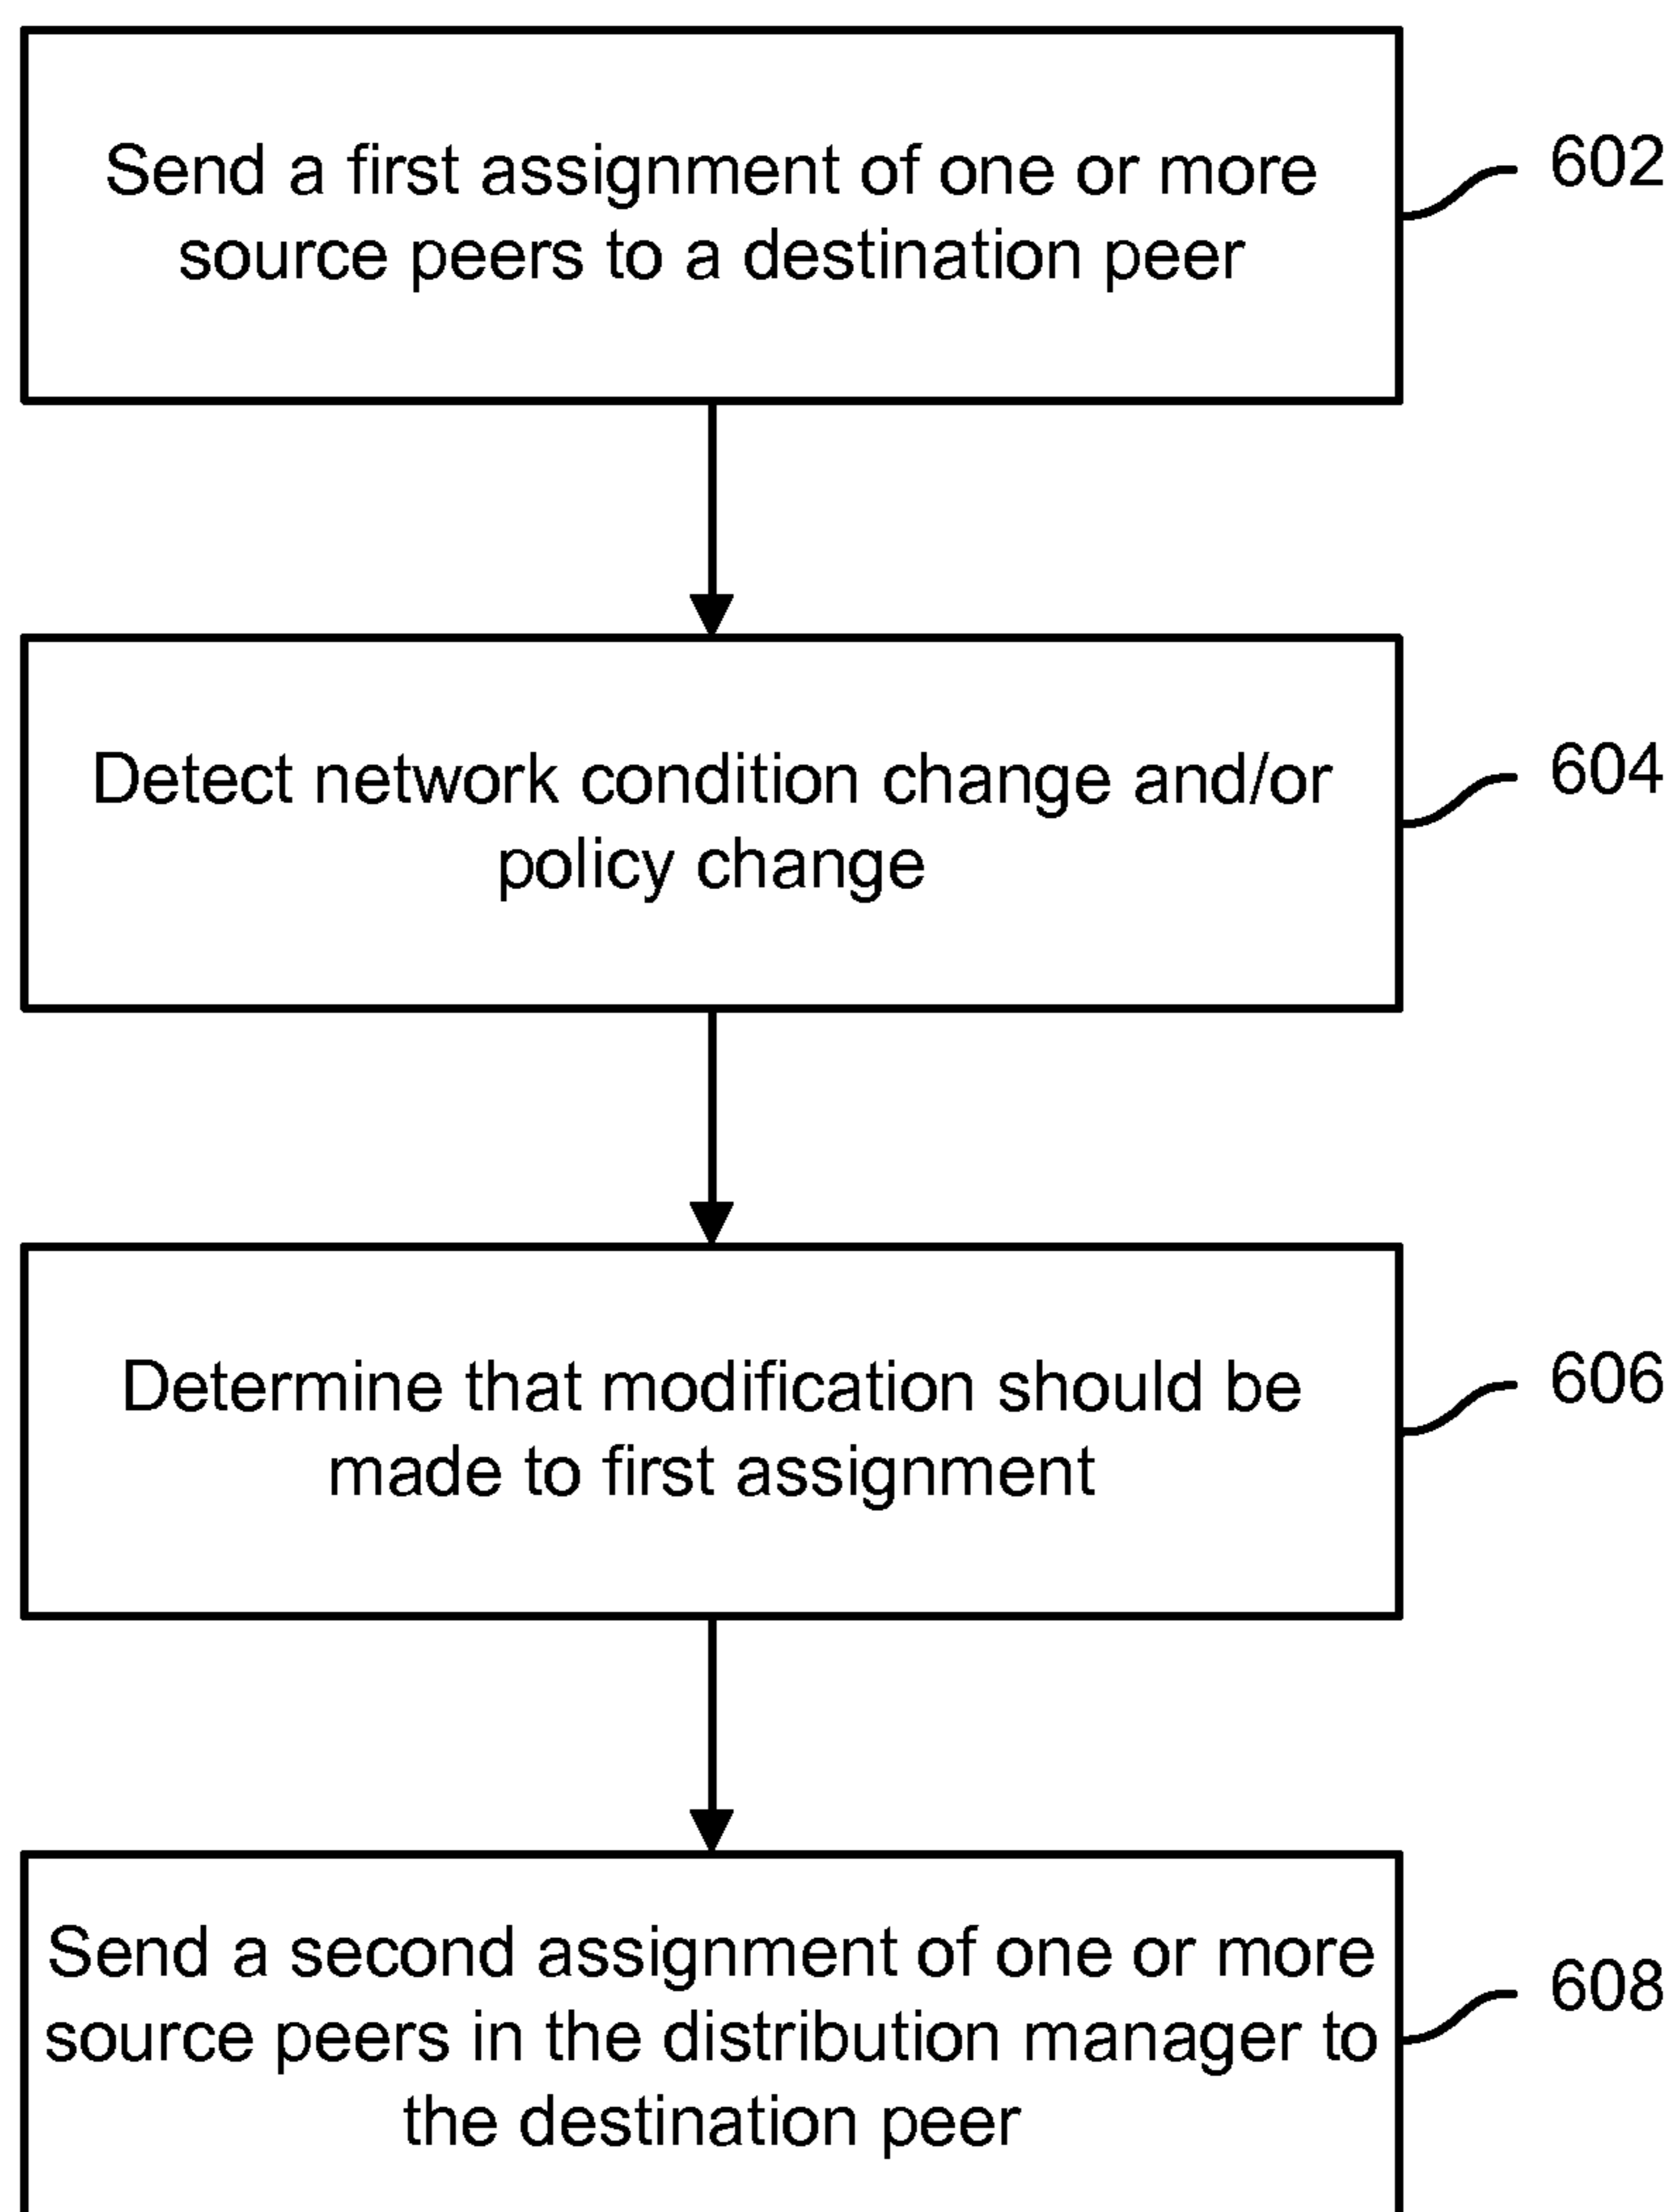 Send a first assignment of one or more
source peers to a destination peer
602
Detect network condition change and/or
policy change
604
Determine that modification should be
made to first assignment
606
Send a second assignment of one or more
source peers in the distribution manager to
the destination peer
608